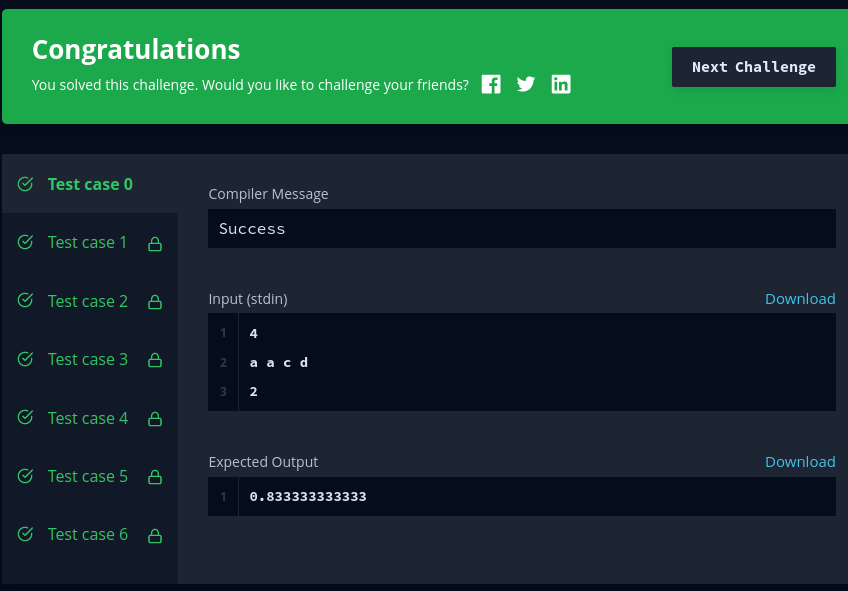 Congratulations
You solved this challenge. Would you like to challenge your friends?
Next Challenge
Test case 0
Test case 1
Test case 2
Test case 3
Test case 4
Test case 5
Test case 6
Compiler Message
Success
Input (stdin)
Download
1 4
2 a a c d
3 2
Expected Output
Download
1 0.833333333333